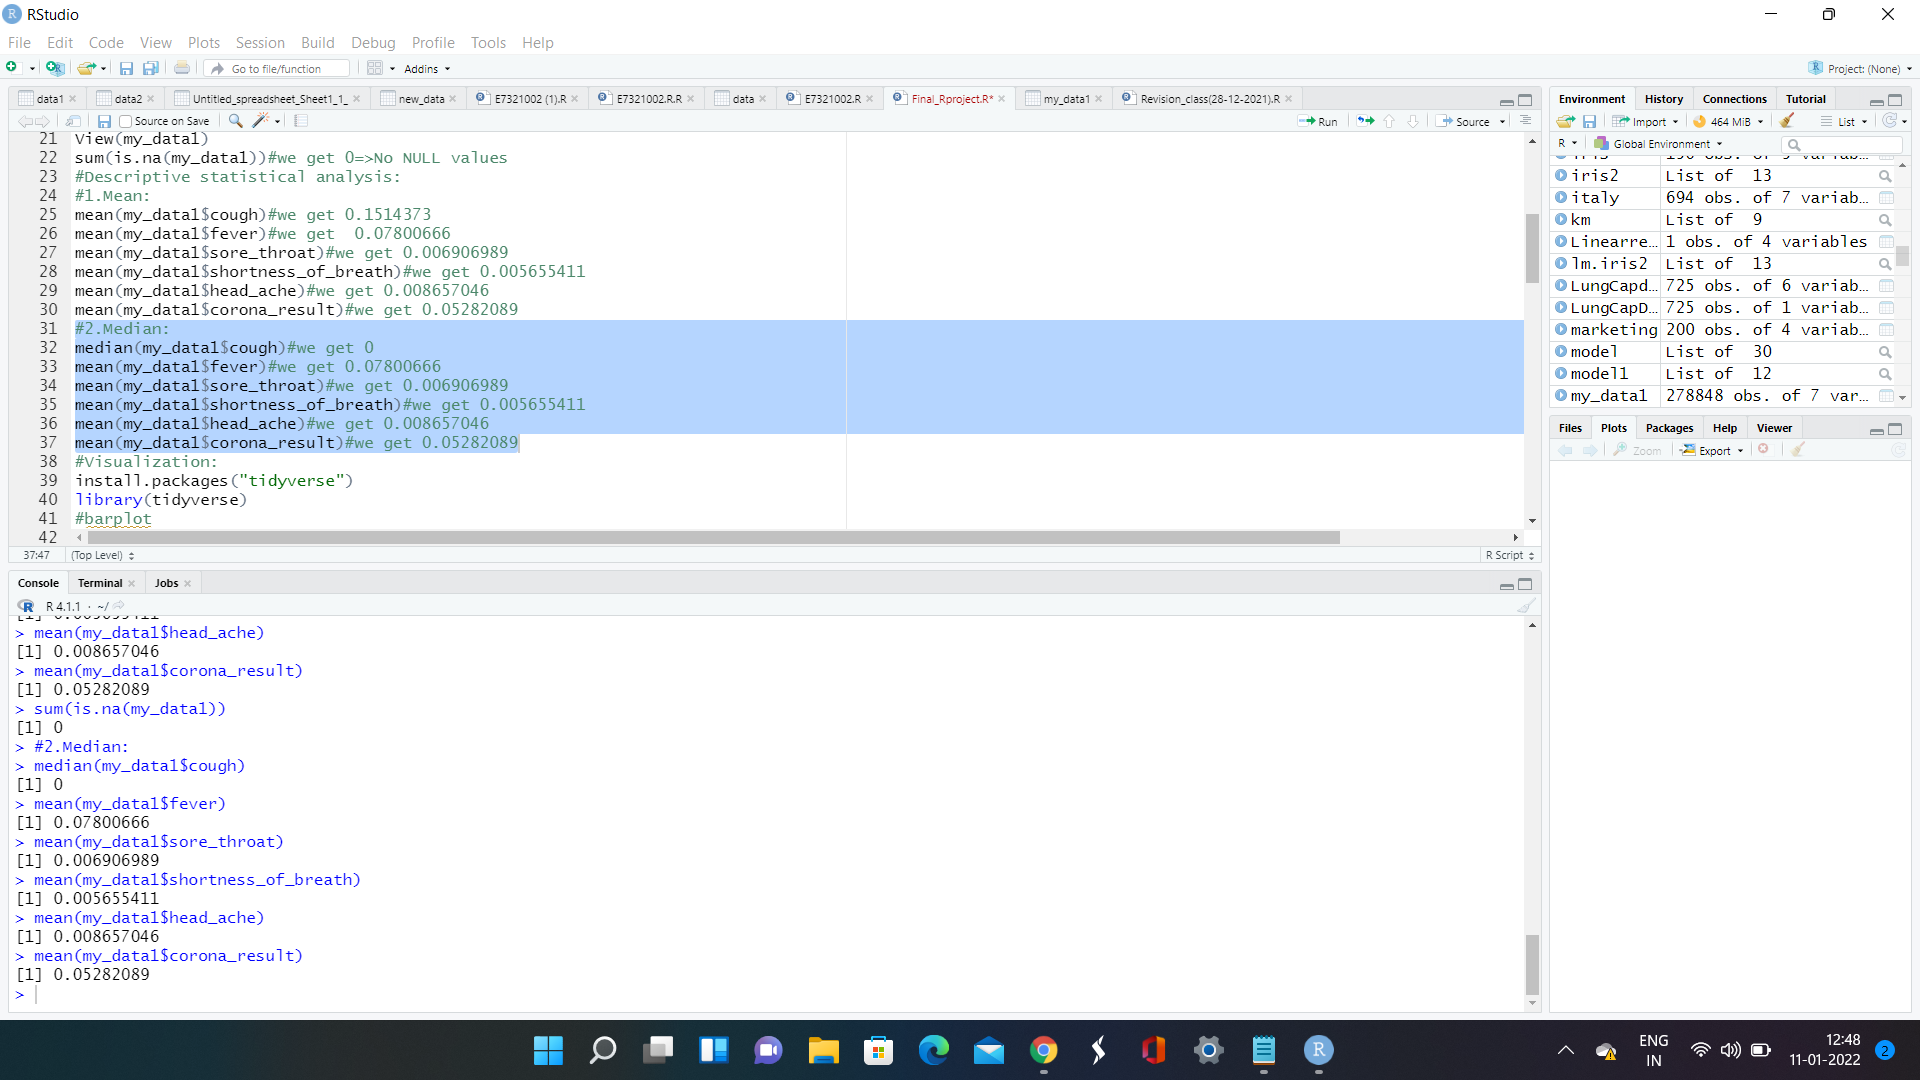 RStudio
File Edit Code View Plots Session Build Debug Profile Tools Help
Go to file/function Addins Project: (None)
data1 data2 Untitled_spreadsheet_Sheet1_1_ new_data E7321002 (1).R E7321002.R.R data E7321002.R Final_Rproject.R* my_data1 Revision_class(28-12-2021).R
Source on Save Run Source
21 View(my_data1)
22 sum(is.na(my_data1))#we get 0=>No NULL values
23 #Descriptive statistical analysis:
24 #1.Mean:
25 mean(my_data1$cough)#we get 0.1514373
26 mean(my_data1$fever)#we get  0.07800666
27 mean(my_data1$sore_throat)#we get 0.006906989
28 mean(my_data1$shortness_of_breath)#we get 0.005655411
29 mean(my_data1$head_ache)#we get 0.008657046
30 mean(my_data1$corona_result)#we get 0.05282089
31 #2.Median:
32 median(my_data1$cough)#we get 0
33 mean(my_data1$fever)#we get 0.07800666
34 mean(my_data1$sore_throat)#we get 0.006906989
35 mean(my_data1$shortness_of_breath)#we get 0.005655411
36 mean(my_data1$head_ache)#we get 0.008657046
37 mean(my_data1$corona_result)#we get 0.05282089
38 #Visualization:
39 install.packages("tidyverse")
40 library(tidyverse)
41 #barplot
42
37:47 (Top Level) R Script
Console Terminal Jobs
R 4.1.1 · ~/
> mean(my_data1$head_ache)
[1] 0.008657046
> mean(my_data1$corona_result)
[1] 0.05282089
> sum(is.na(my_data1))
[1] 0
> #2.Median:
> median(my_data1$cough)
[1] 0
> mean(my_data1$fever)
[1] 0.07800666
> mean(my_data1$sore_throat)
[1] 0.006906989
> mean(my_data1$shortness_of_breath)
[1] 0.005655411
> mean(my_data1$head_ache)
[1] 0.008657046
> mean(my_data1$corona_result)
[1] 0.05282089
>
Environment History Connections Tutorial
Import 464 MiB List
R Global Environment
iris2 List of 13
italy 694 obs. of 7 variab…
km List of 9
Linearre… 1 obs. of 4 variables
lm.iris2 List of 13
LungCapd… 725 obs. of 6 variab…
LungCapD… 725 obs. of 1 variab…
marketing 200 obs. of 4 variab…
model List of 30
model1 List of 12
my_data1 278848 obs. of 7 var…
Files Plots Packages Help Viewer
Zoom Export
ENG
IN
12:48
11-01-2022
2